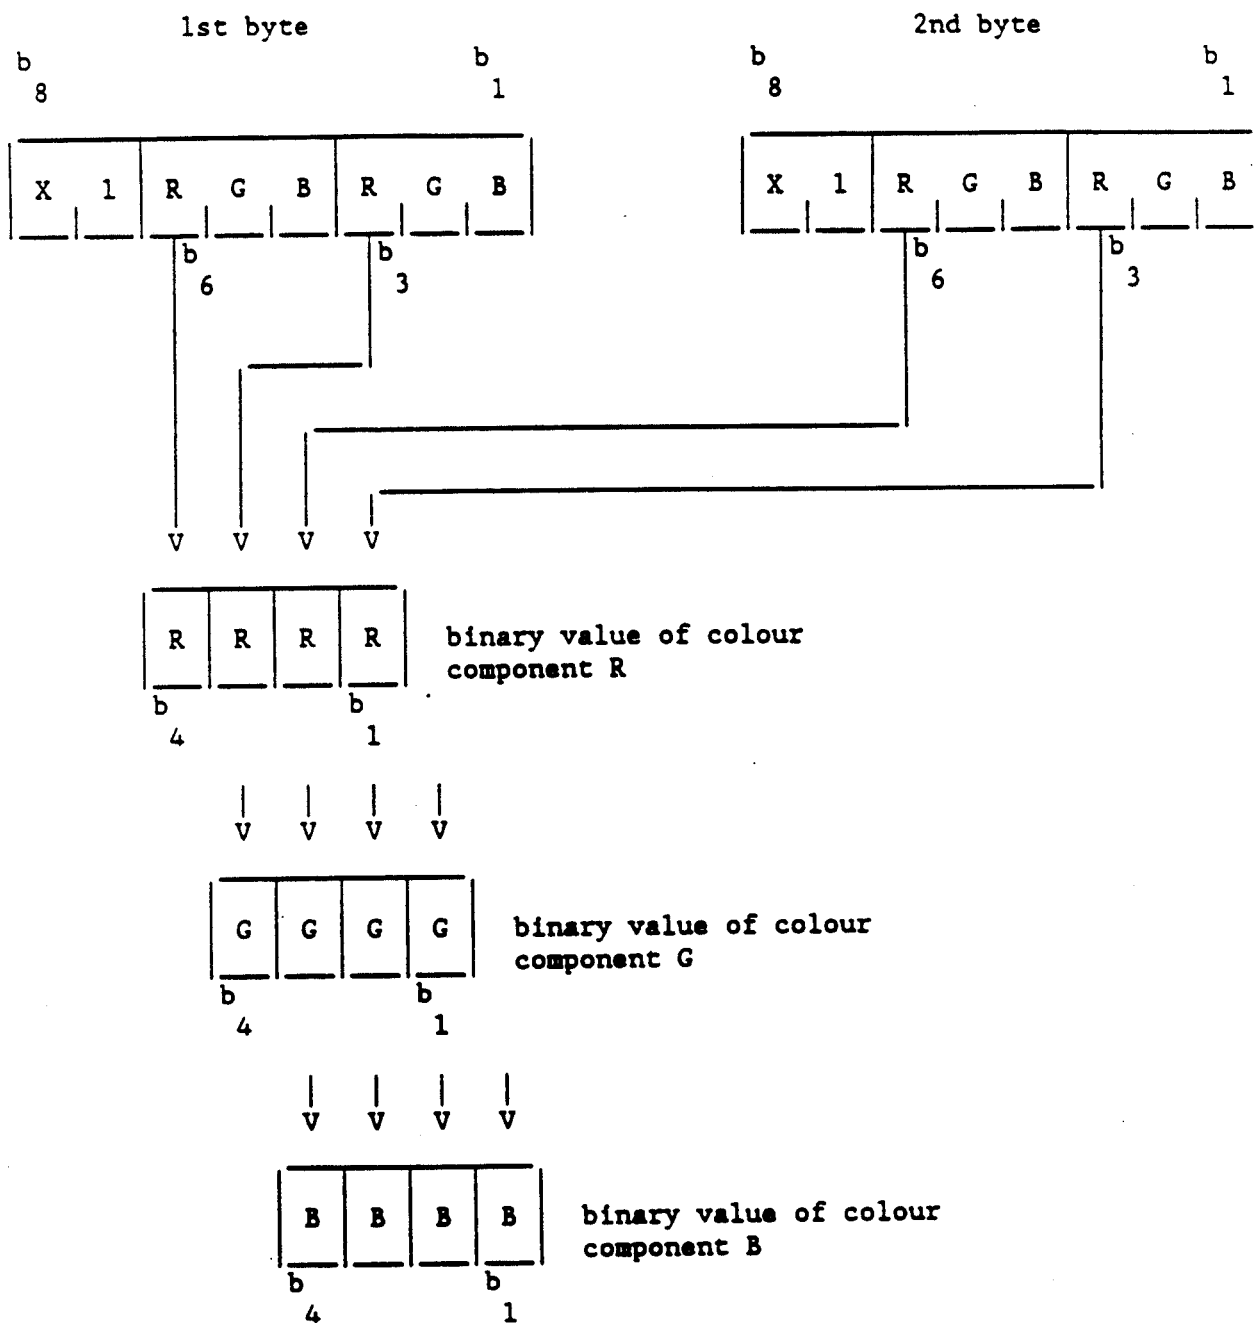 1st byte 2nd byte
b b b b
8 1 8 1
X 1 R G B R G B X 1 R G B R G B
b b b b
6 3 6 3
V V V V
R R R R binary value of colour
component R
b b
4 1
V V V V
G G G G binary value of colour
component G
b b
4 1
V V V V
B B B B binary value of colour
component B
b b
4 1